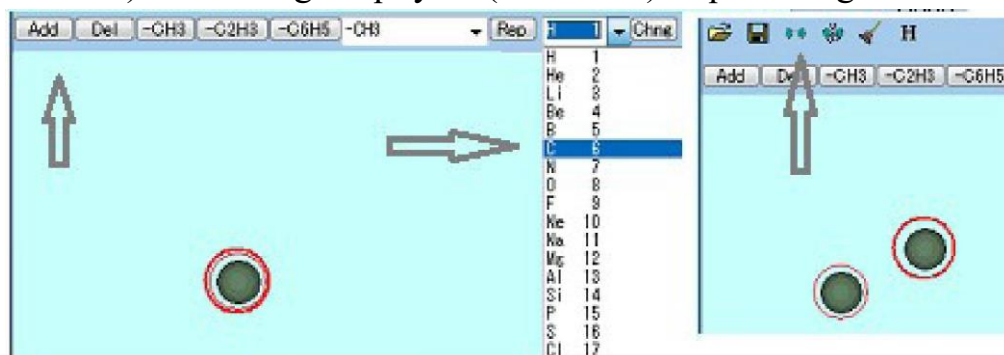 Add Del -CH3 -C2H3 -C6H5 -CH3 Rep H 1 Chng
H 1
He 2
Li 3
Be 4
B 5
C 6
N 7
O 8
F 9
Ne 10
Na 11
Mg 12
Al 13
Si 14
P 15
S 16
Cl 17
H
Add Del -CH3 -C2H3 -C6H5